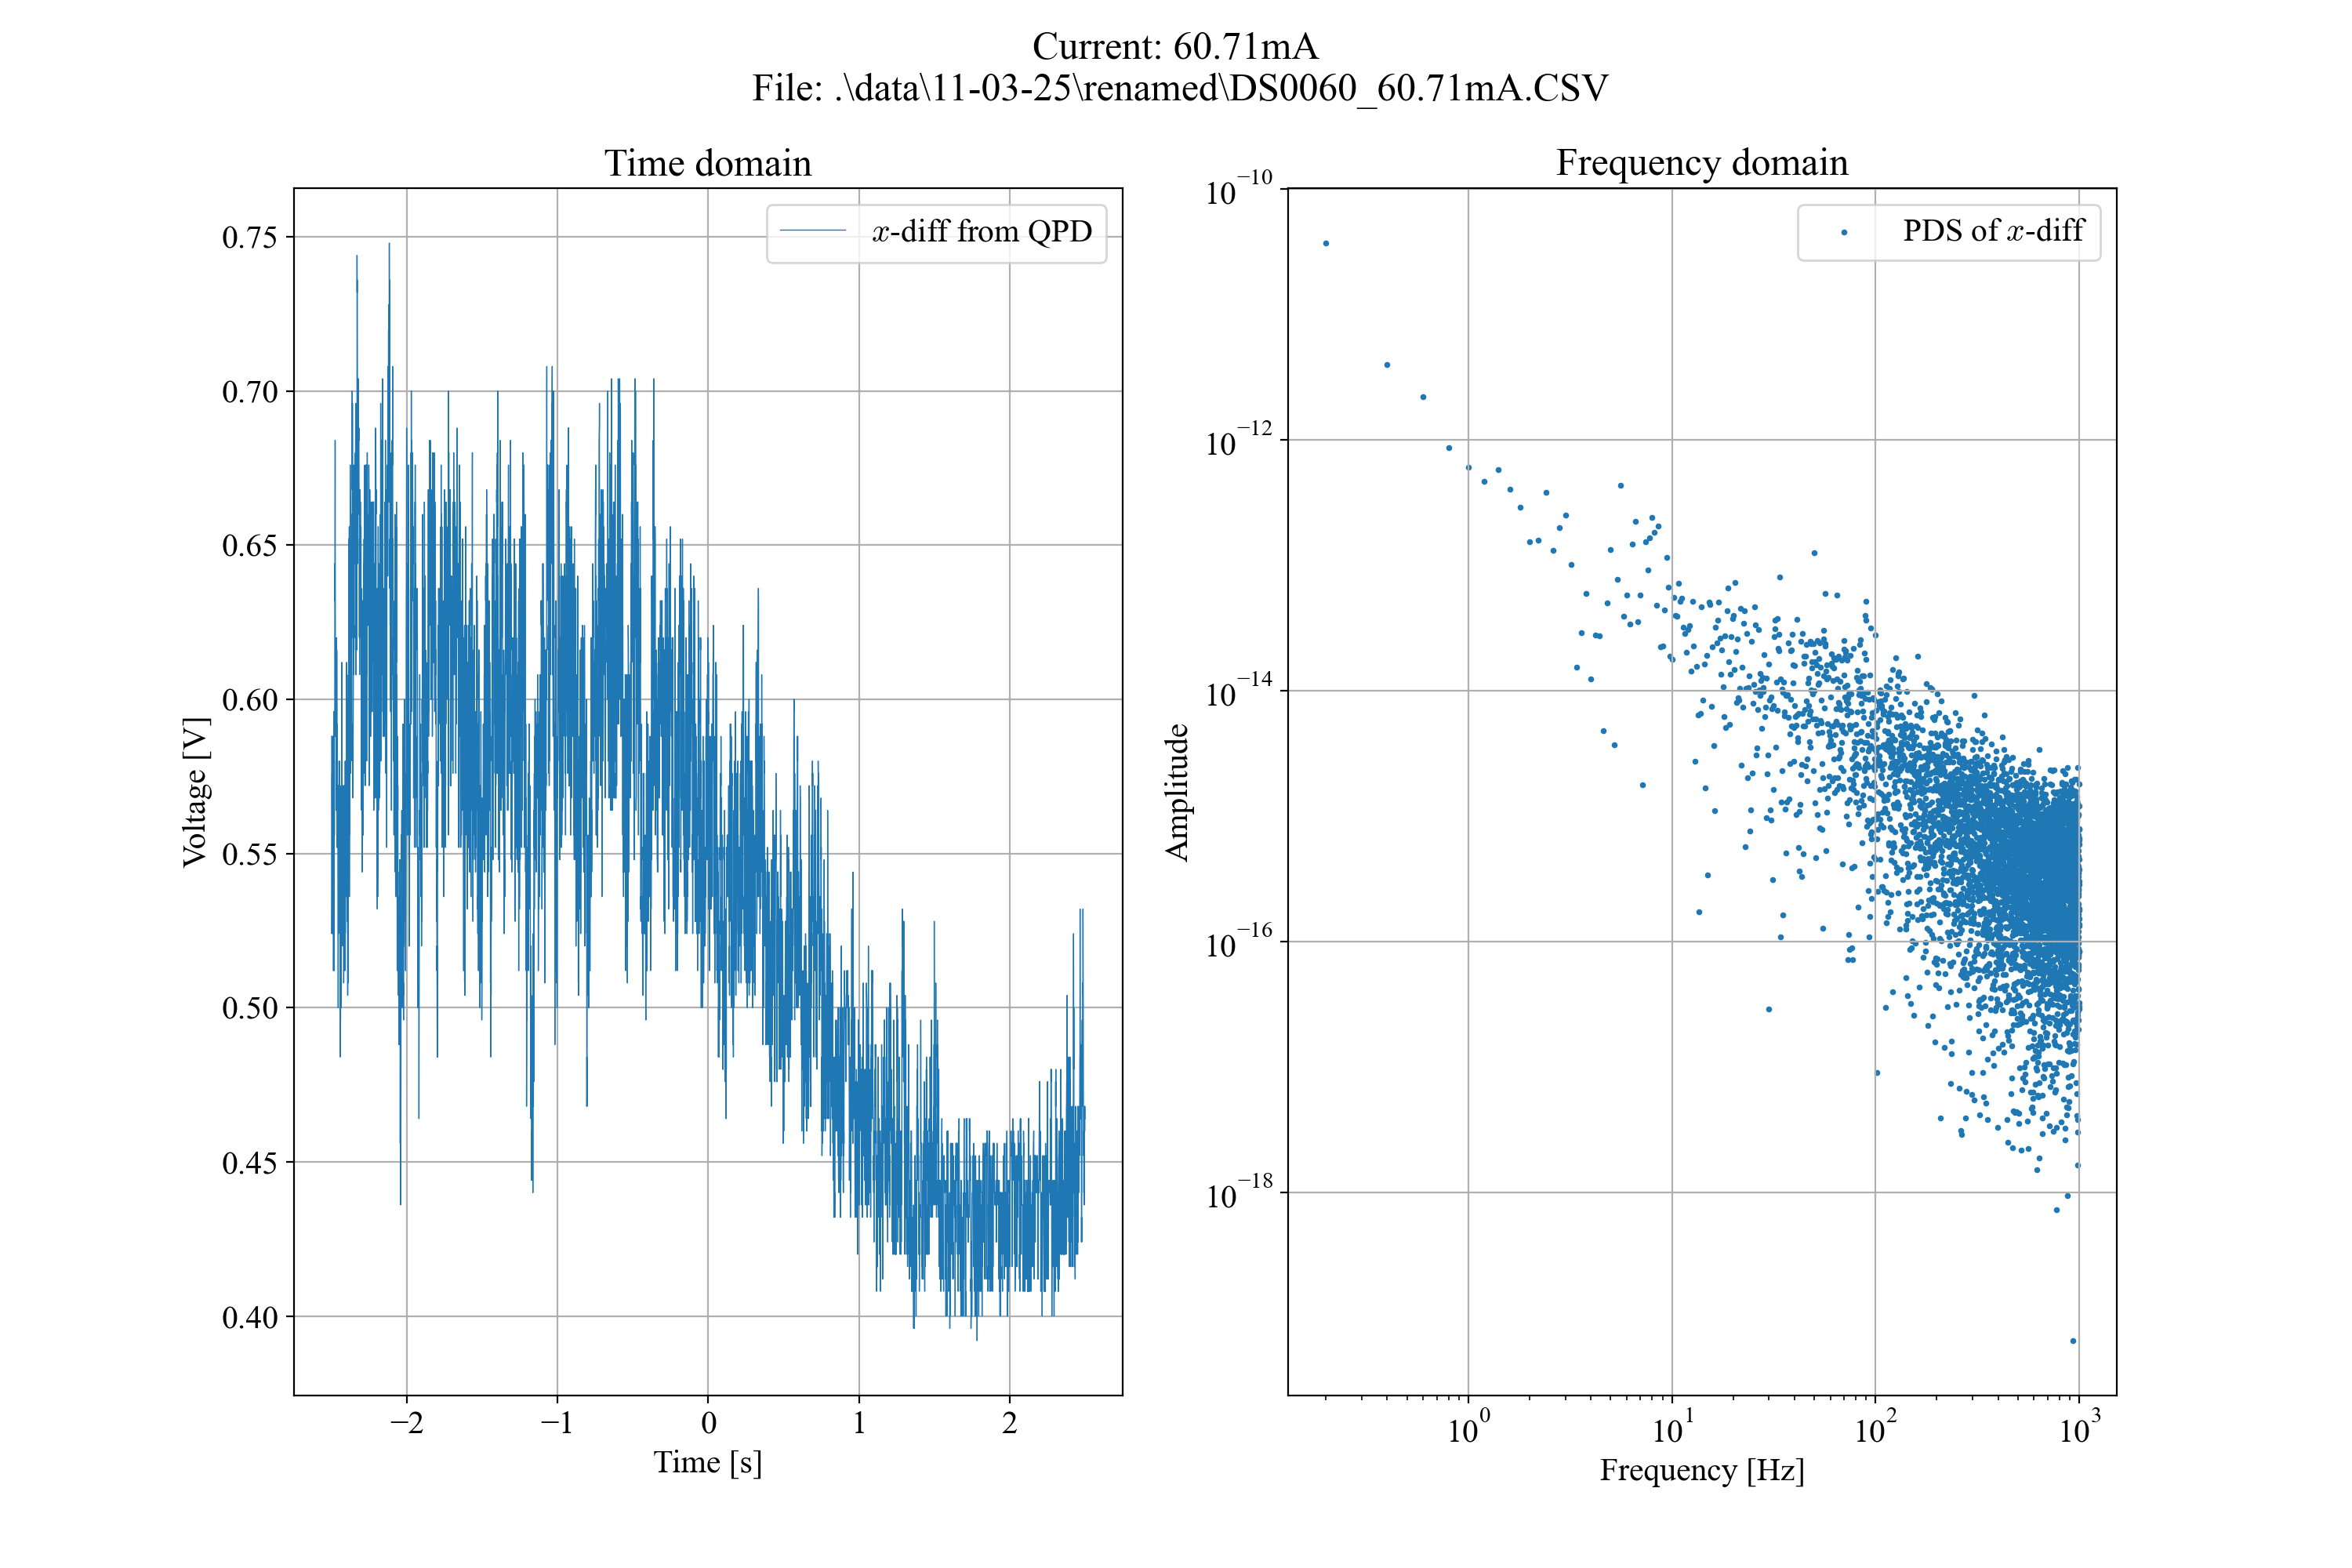 Current: 60.71mA
File: .\data\11-03-25\renamed\DS0060_60.71mA.CSV
Time domain
x-diff from QPD
0.75
0.70
0.65
0.60
0.55
0.50
0.45
0.40
Voltage [V]
−2 −1 0 1 2
Time [s]
Frequency domain
PDS of x-diff
10⁻¹⁰
10⁻¹²
10⁻¹⁴
10⁻¹⁶
10⁻¹⁸
Amplitude
10⁰ 10¹ 10² 10³
Frequency [Hz]